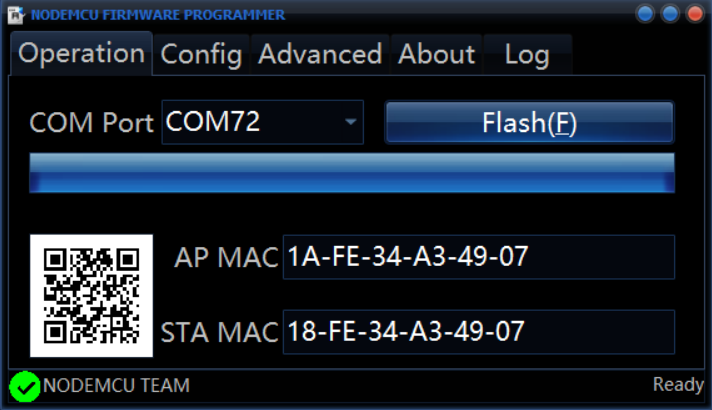 NODEMCU FIRMWARE PROGRAMMER
Operation Config Advanced About Log
COM Port COM72 Flash(F)
AP MAC 1A-FE-34-A3-49-07
STA MAC 18-FE-34-A3-49-07
NODEMCU TEAM Ready